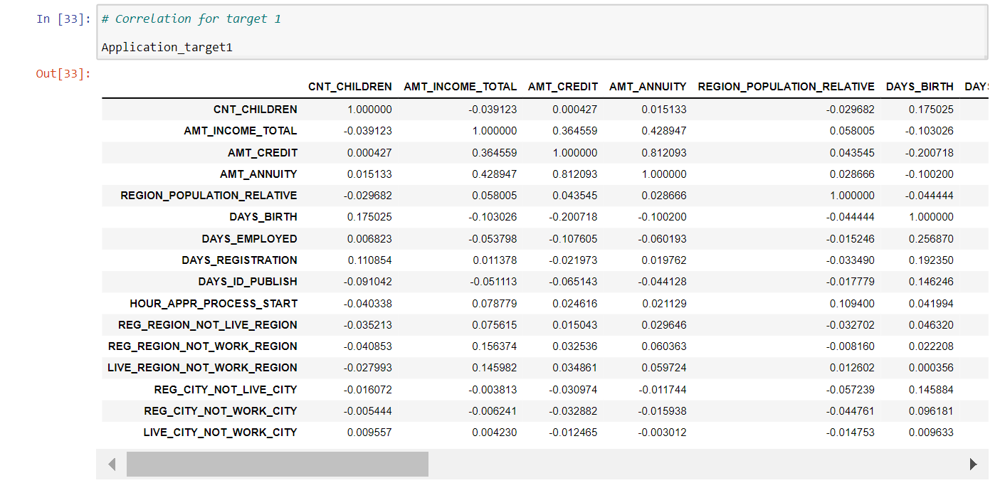 In [33]: # Correlation for target 1
Application_target1
Out[33]:
CNT_CHILDREN AMT_INCOME_TOTAL AMT_CREDIT AMT_ANNUITY REGION_POPULATION_RELATIVE DAYS_BIRTH DAYS
CNT_CHILDREN 1.000000 -0.039123 0.000427 0.015133 -0.029682 0.175025
AMT_INCOME_TOTAL -0.039123 1.000000 0.364559 0.428947 0.058005 -0.103026
AMT_CREDIT 0.000427 0.364559 1.000000 0.812093 0.043545 -0.200718
AMT_ANNUITY 0.015133 0.428947 0.812093 1.000000 0.028666 -0.100200
REGION_POPULATION_RELATIVE -0.029682 0.058005 0.043545 0.028666 1.000000 -0.044444
DAYS_BIRTH 0.175025 -0.103026 -0.200718 -0.100200 -0.044444 1.000000
DAYS_EMPLOYED 0.006823 -0.053798 -0.107605 -0.060193 -0.015246 0.256870
DAYS_REGISTRATION 0.110854 0.011378 -0.021973 0.019762 -0.033490 0.192350
DAYS_ID_PUBLISH -0.091042 -0.051113 -0.065143 -0.044128 -0.017779 0.146246
HOUR_APPR_PROCESS_START -0.040338 0.078779 0.024616 0.021129 0.109400 0.041994
REG_REGION_NOT_LIVE_REGION -0.035213 0.075615 0.015043 0.029646 -0.032702 0.046320
REG_REGION_NOT_WORK_REGION -0.040853 0.156374 0.032536 0.060363 -0.008160 0.022208
LIVE_REGION_NOT_WORK_REGION -0.027993 0.145982 0.034861 0.059724 0.012602 0.000356
REG_CITY_NOT_LIVE_CITY -0.016072 -0.003813 -0.030974 -0.011744 -0.057239 0.145884
REG_CITY_NOT_WORK_CITY -0.005444 -0.006241 -0.032882 -0.015938 -0.044761 0.096181
LIVE_CITY_NOT_WORK_CITY 0.009557 0.004230 -0.012465 -0.003012 -0.014753 0.009633